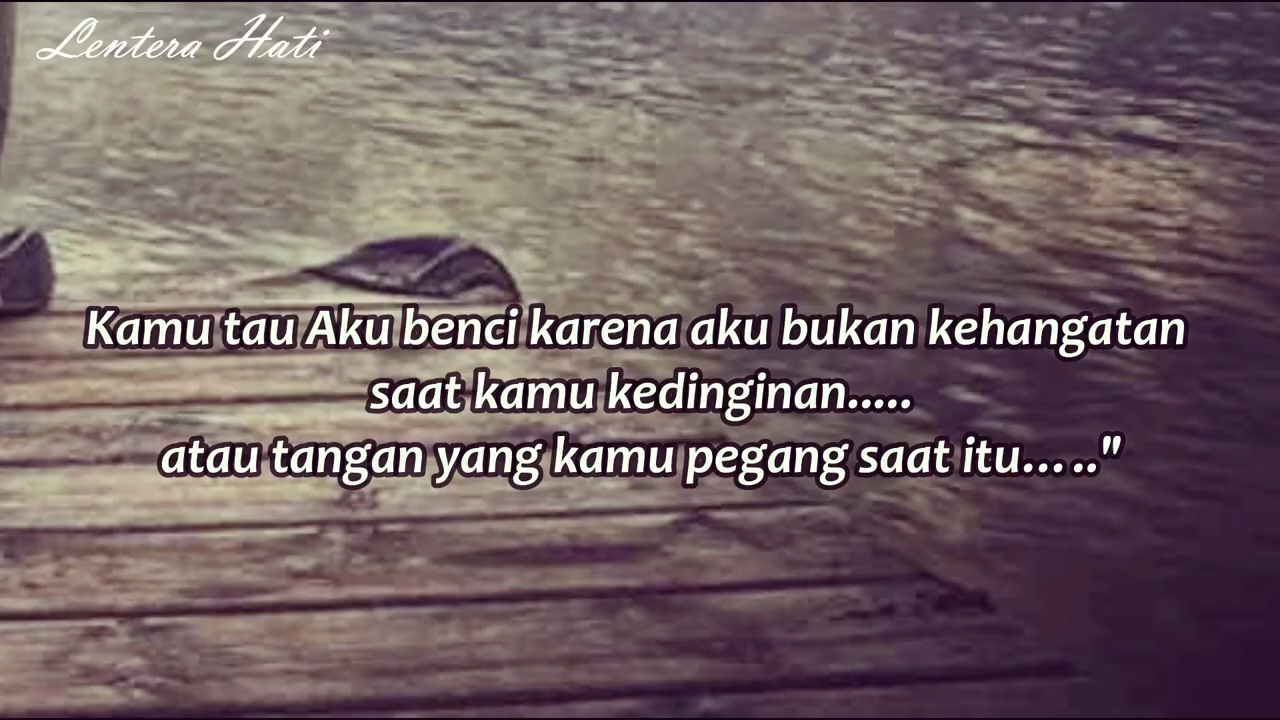 Lentera Hati
Kamu tau Aku benci karena aku bukan kehangatan
saat kamu kedinginan.....
atau tangan yang kamu pegang saat itu....."